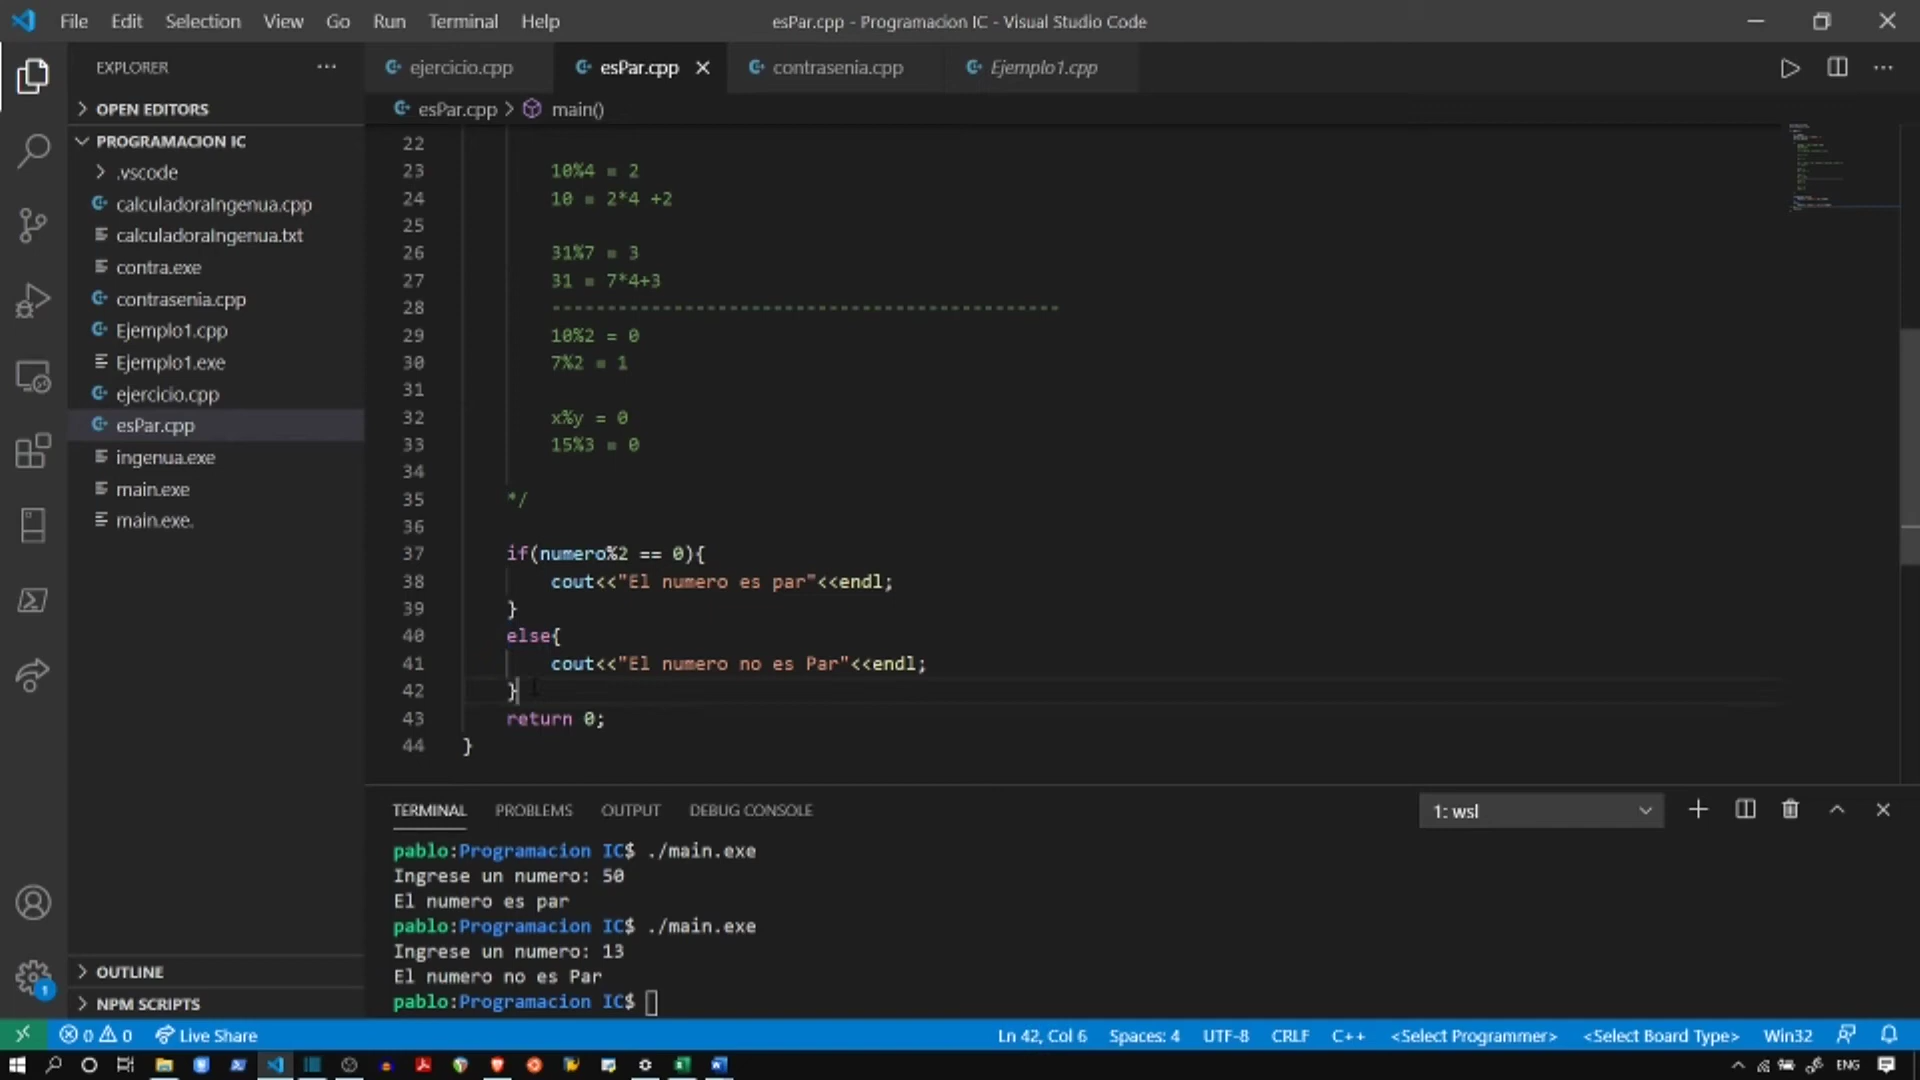 File Edit Selection View Go Run Terminal Help
esPar.cpp - Programacion IC - Visual Studio Code
EXPLORER
ejercicio.cpp
esPar.cpp
contrasenia.cpp
Ejemplo1.cpp
OPEN EDITORS
esPar.cpp > main()
PROGRAMACION IC
.vscode
calculadoraIngenua.cpp
calculadoraIngenua.txt
contra.exe
contrasenia.cpp
Ejemplo1.cpp
Ejemplo1.exe
ejercicio.cpp
esPar.cpp
ingenua.exe
main.exe
main.exe.
OUTLINE
NPM SCRIPTS
22
23 10%4 = 2
24 10 = 2*4 +2
25
26 31%7 = 3
27 31 = 7*4+3
28 ----------------------------------------------
29 10%2 = 0
30 7%2 = 1
31
32 x%y = 0
33 15%3 = 0
34
35 */
36
37 if(numero%2 == 0){
38 cout<<"El numero es par"<<endl;
39 }
40 else{
41 cout<<"El numero no es Par"<<endl;
42 }
43 return 0;
44 }
TERMINAL PROBLEMS OUTPUT DEBUG CONSOLE
1: wsl
pablo:Programacion IC$ ./main.exe
Ingrese un numero: 50
El numero es par
pablo:Programacion IC$ ./main.exe
Ingrese un numero: 13
El numero no es Par
pablo:Programacion IC$
1
0 0 Live Share
Ln 42, Col 6 Spaces: 4 UTF-8 CRLF C++ <Select Programmer> <Select Board Type> Win32
ENG